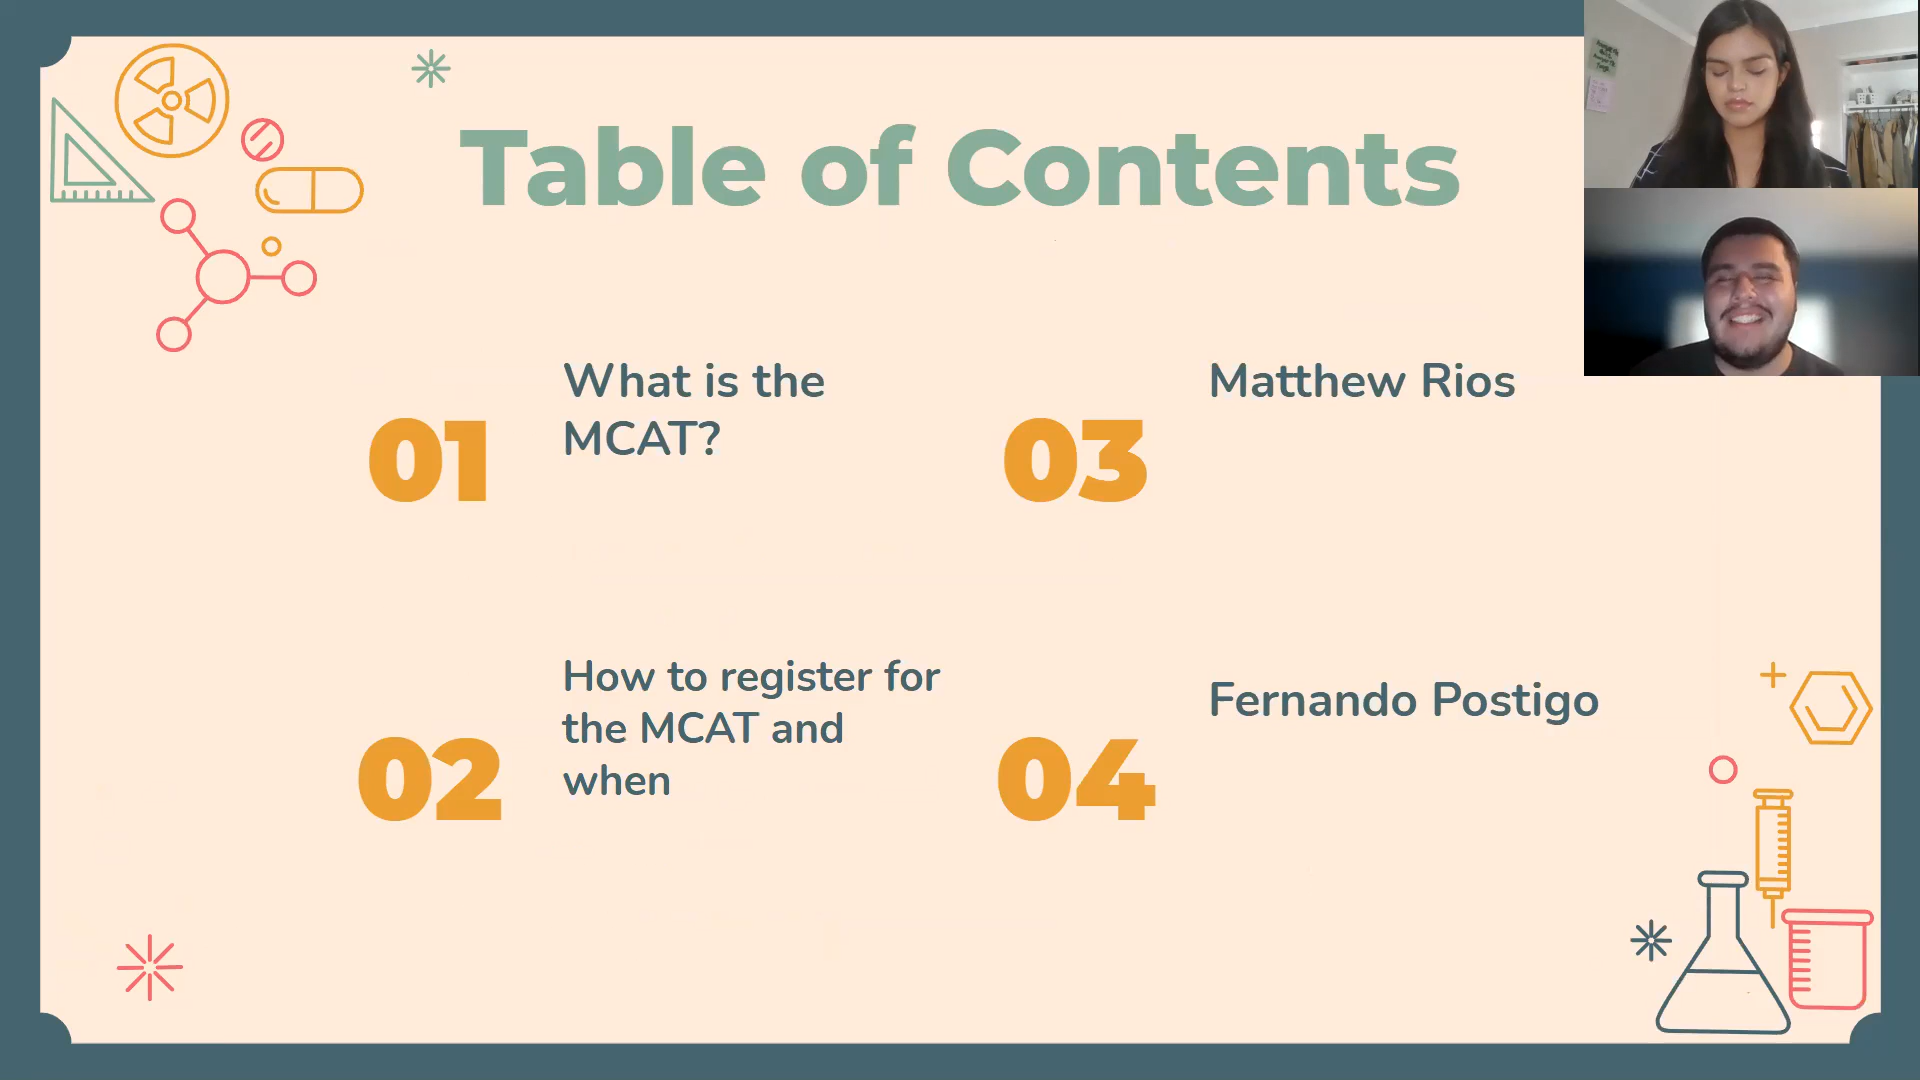 Table of Contents
01
What is the
MCAT?
02
How to register for
the MCAT and
when
03
Matthew Rios
04
Fernando Postigo